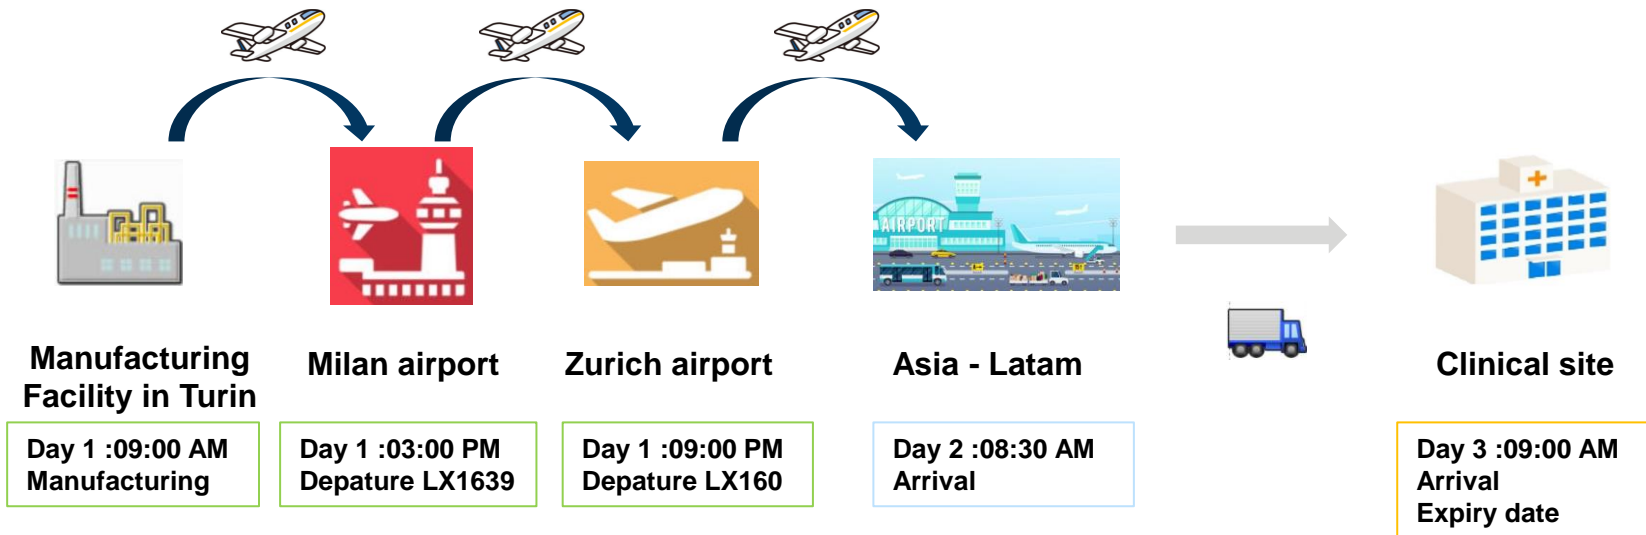 AIRPORT
Manufacturing
Facility in Turin
Milan airport
Zurich airport
Asia - Latam
Clinical site
Day 1 :09:00 AM
Manufacturing
Day 1 :03:00 PM
Depature LX1639
Day 1 :09:00 PM
Depature LX160
Day 2 :08:30 AM
Arrival
Day 3 :09:00 AM
Arrival
Expiry date